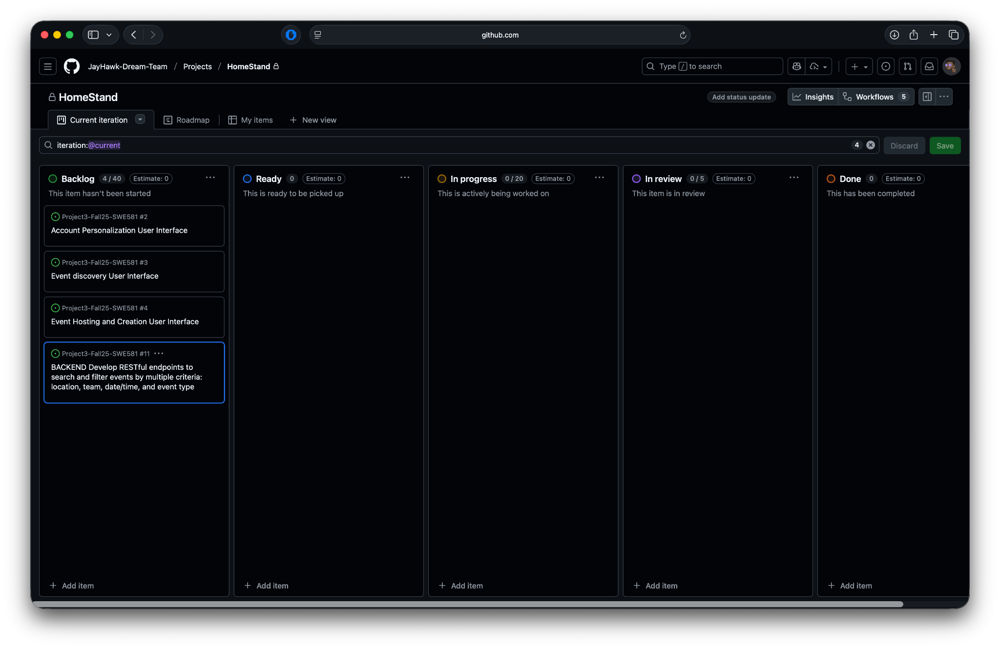 github.com
JayHawk-Dream-Team / Projects / HomeStand
Type / to search
HomeStand
Add status update
Insights
Workflows 5
Current iteration
Roadmap
My items
New view
iteration:@current
4
Discard
Save
Backlog 4 / 40 Estimate: 0
This item hasn't been started
Project3-Fall25-SWE581 #2
Account Personalization User Interface
Project3-Fall25-SWE581 #3
Event discovery User Interface
Project3-Fall25-SWE581 #4
Event Hosting and Creation User Interface
Project3-Fall25-SWE581 #11
BACKEND Develop RESTful endpoints to
search and filter events by multiple criteria:
location, team, date/time, and event type
Add item
Ready 0 Estimate: 0
This is ready to be picked up
Add item
In progress 0 / 20 Estimate: 0
This is actively being worked on
Add item
In review 0 / 5 Estimate: 0
This item is in review
Add item
Done 0 Estimate: 0
This has been completed
Add item